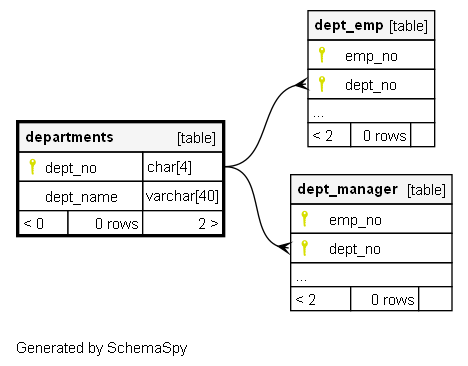 dept_emp [table]
emp_no
dept_no
...
< 2 0 rows
departments [table]
dept_no char[4]
dept_name varchar[40]
< 0 0 rows 2 >
dept_manager [table]
emp_no
dept_no
...
< 2 0 rows
Generated by SchemaSpy